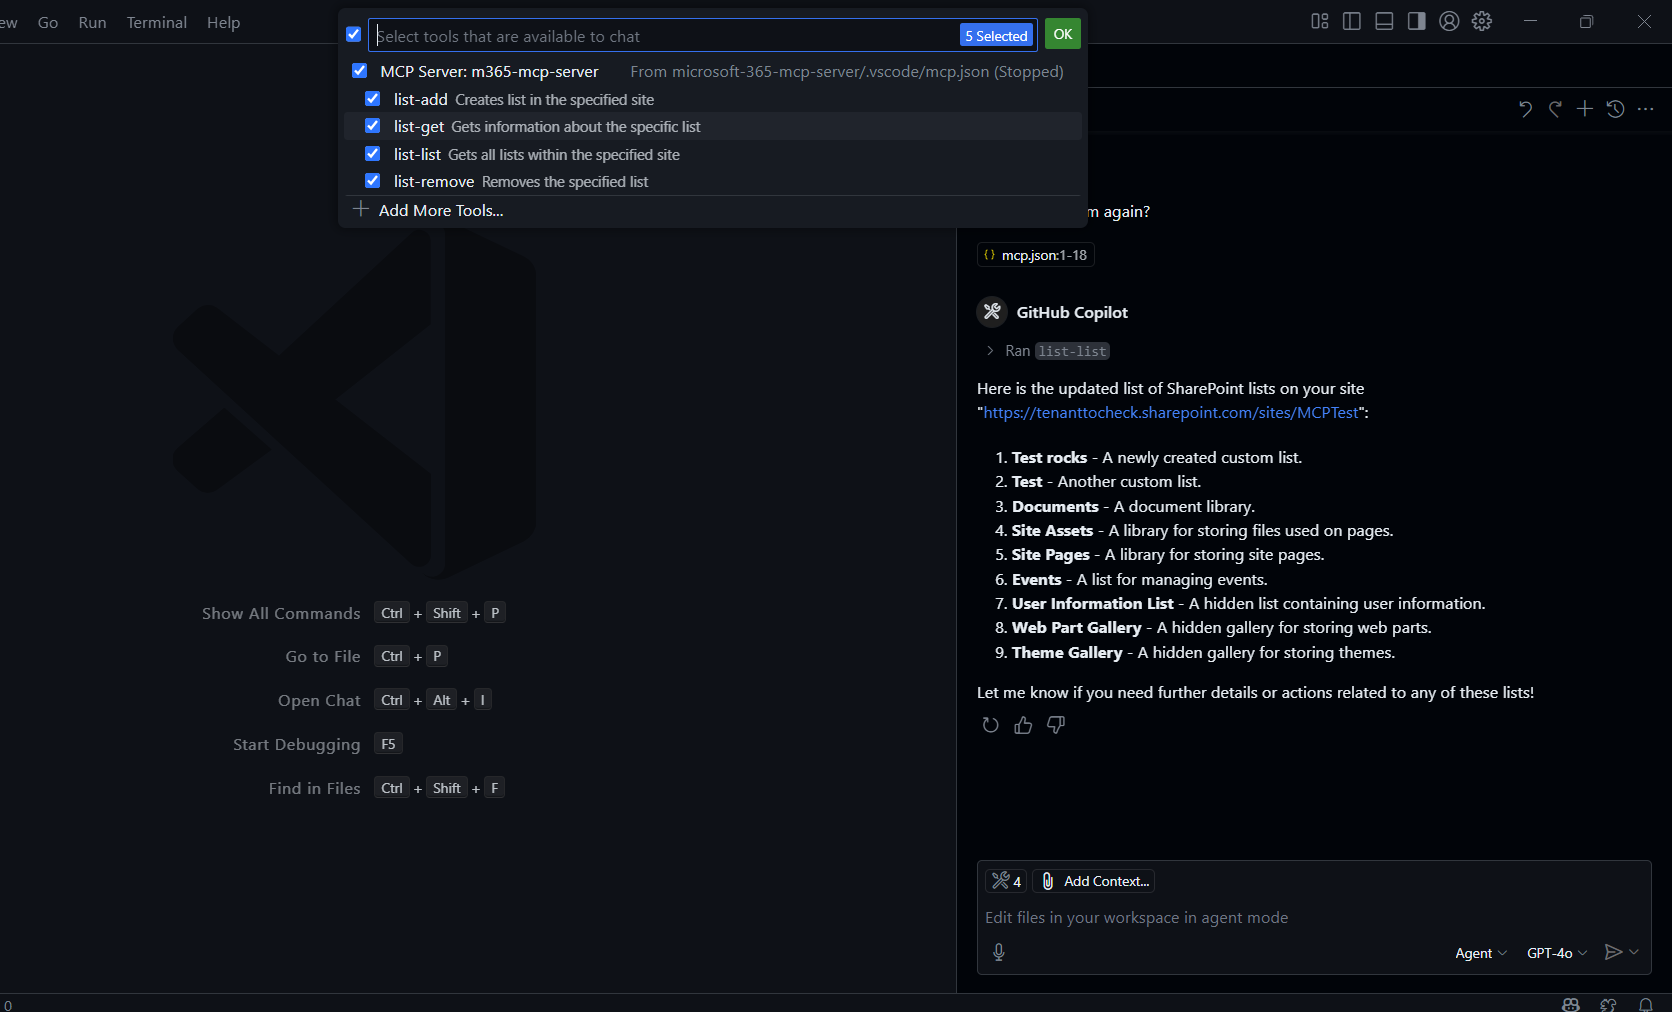 ew Go Run Terminal Help
Select tools that are available to chat 5 Selected OK
MCP Server: m365-mcp-server From microsoft-365-mcp-server/.vscode/mcp.json (Stopped)
list-add Creates list in the specified site
list-get Gets information about the specific list
list-list Gets all lists within the specified site
list-remove Removes the specified list
Add More Tools...
m again?
{} mcp.json:1-18
GitHub Copilot
Ran list-list
Here is the updated list of SharePoint lists on your site
"https://tenanttocheck.sharepoint.com/sites/MCPTest":
1. Test rocks - A newly created custom list.
2. Test - Another custom list.
3. Documents - A document library.
4. Site Assets - A library for storing files used on pages.
5. Site Pages - A library for storing site pages.
6. Events - A list for managing events.
7. User Information List - A hidden list containing user information.
8. Web Part Gallery - A hidden gallery for storing web parts.
9. Theme Gallery - A hidden gallery for storing themes.
Let me know if you need further details or actions related to any of these lists!
Show All Commands Ctrl + Shift + P
Go to File Ctrl + P
Open Chat Ctrl + Alt + I
Start Debugging F5
Find in Files Ctrl + Shift + F
4 Add Context...
Edit files in your workspace in agent mode
Agent GPT-4o
0